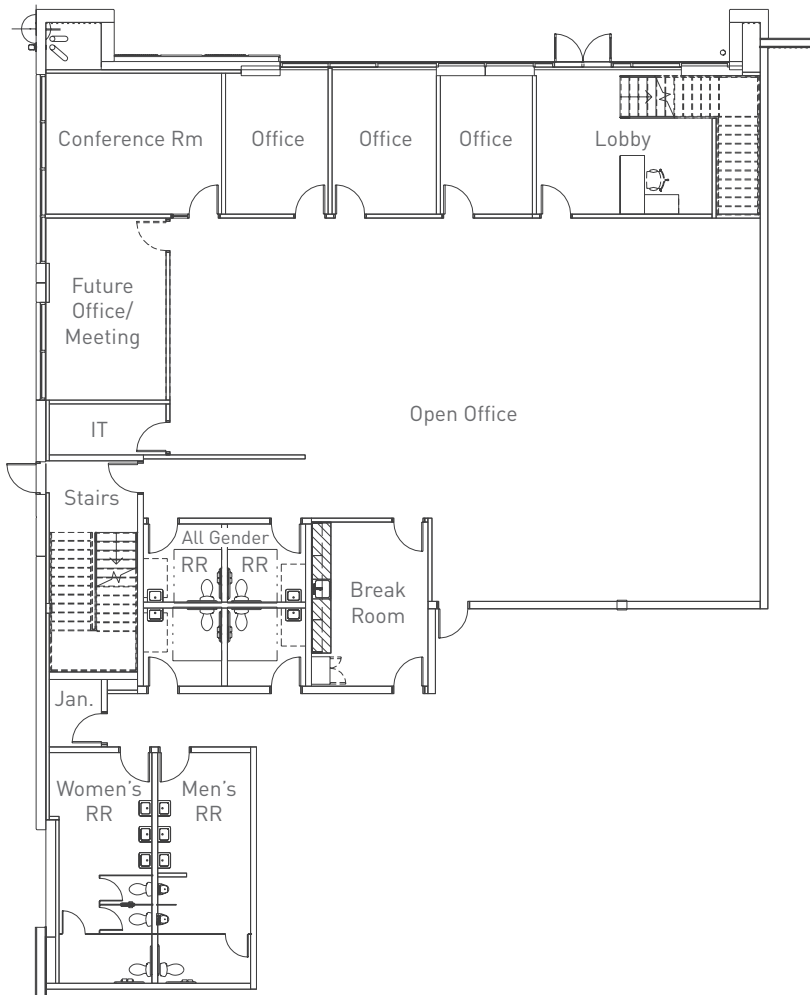 Conference Rm
Office
Office
Office
Lobby
Future
Office/
Meeting
Open Office
IT
Stairs
All Gender
RR
RR
Break
Room
Jan.
Women's
RR
Men's
RR